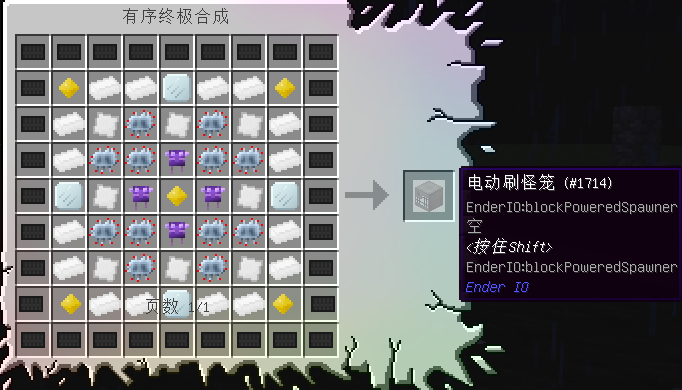 有序终极合成
电动刷怪笼 (#1714)
EnderIO:blockPoweredSpawner
空
<按住Shift>
EnderIO:blockPoweredSpawner
Ender IO
页数 1/1